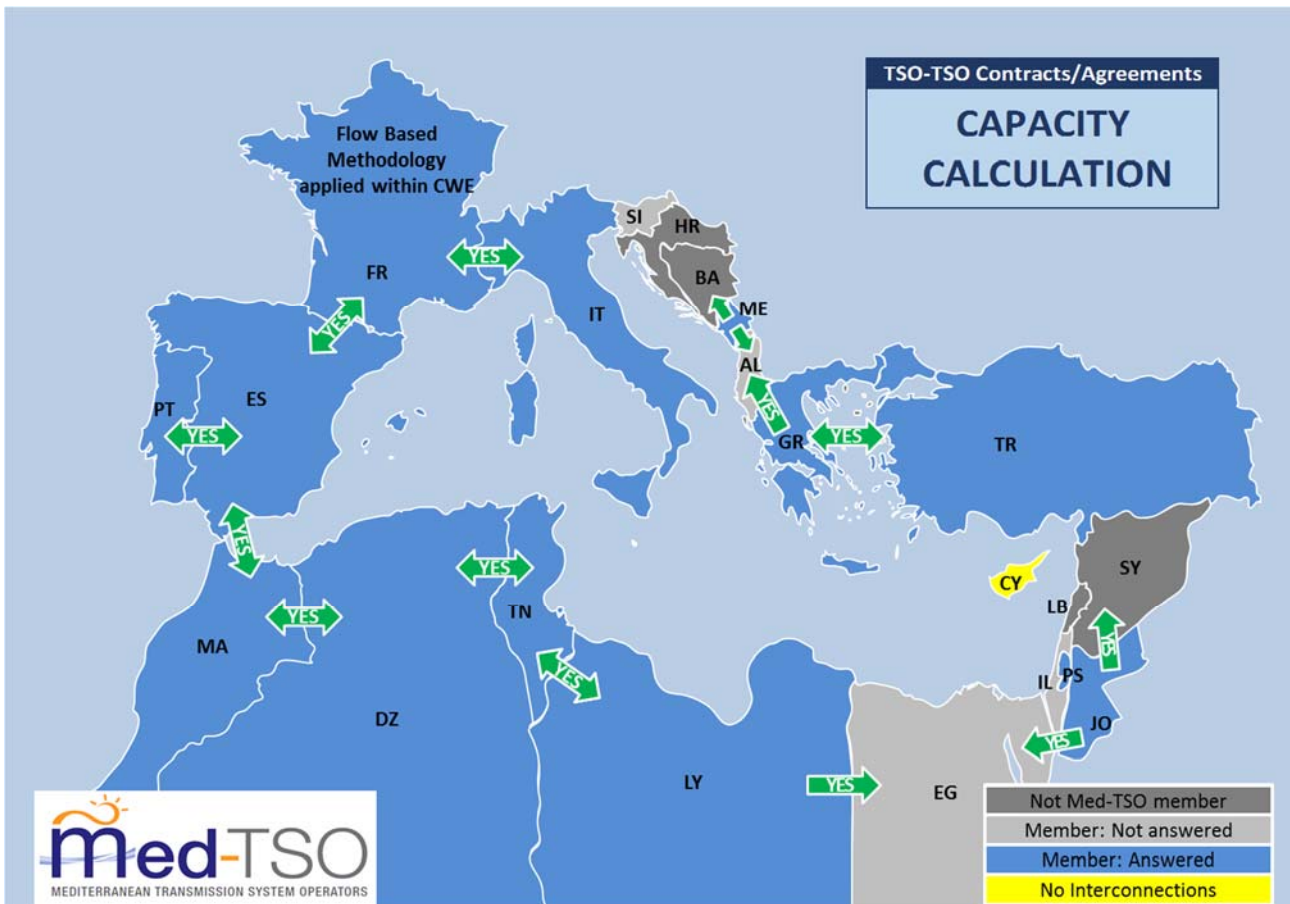 TSO-TSO Contracts/Agreements
CAPACITY
CALCULATION
Flow Based
Methodology
applied within CWE
SI
HR
YES
BA
FR
ME
IT
YES
AL
ES
PT
YES
YES
GR
YES
TR
YES
YES
SY
CY
LB
YES
TN
MA
YES
YES
IL
PS
DZ
JO
YES
LY
YES
EG
Not Med-TSO member
Member: Not answered
Member: Answered
No Interconnections
med-TSO
MEDITERRANEAN TRANSMISSION SYSTEM OPERATORS
YES